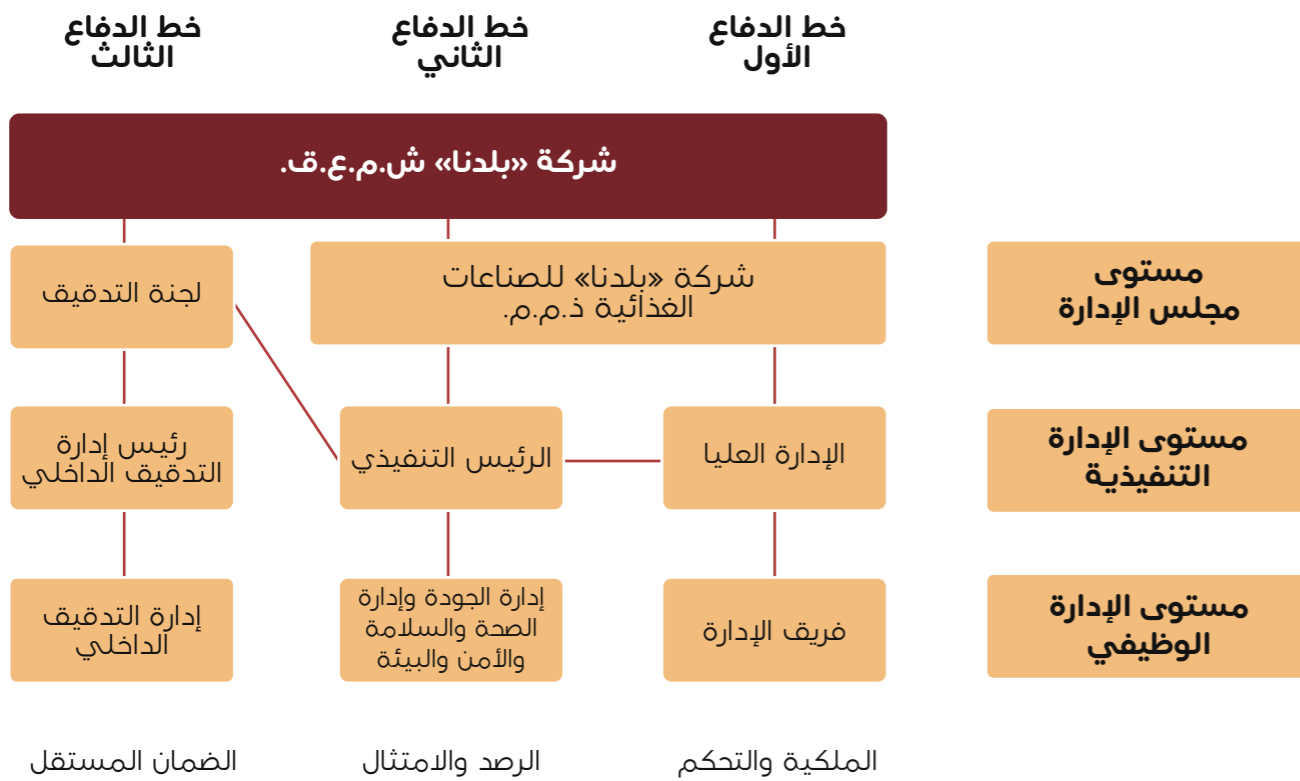 خط الدفاع
الأول
خط الدفاع
الثاني
خط الدفاع
الثالث
شركة «بلدنا» ش.م.ع.ق.
مستوى
مجلس الإدارة
شركة «بلدنا» للصناعات
الغذائية ذ.م.م.
لجنة التدقيق
مستوى الإدارة
التنفيذية
الإدارة العليا
الرئيس التنفيذي
رئيس إدارة
التدقيق الداخلي
مستوى الإدارة
الوظيفي
فريق الإدارة
إدارة الجودة وإدارة
الصحة والسلامة
والأمن والبيئة
إدارة التدقيق
الداخلي
الملكية والتحكم
الرصد والامتثال
الضمان المستقل